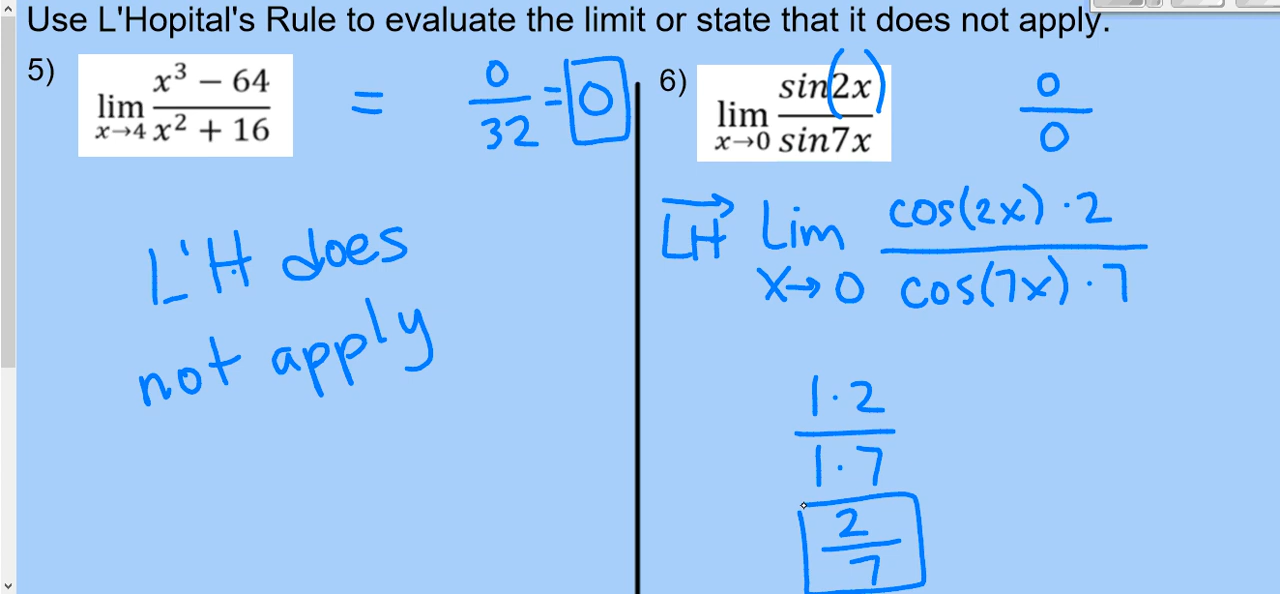 Use L'Hopital's Rule to evaluate the limit or state that it does not apply.
5) lim x→4 (x³ − 64)/(x² + 16) = 0/32 = 0
L'H does
not apply
6) lim x→0 sin(2x)/sin7x 0/0
LH→ Lim x→0 (cos(2x)·2)/(cos(7x)·7)
1·2
1·7
2
7